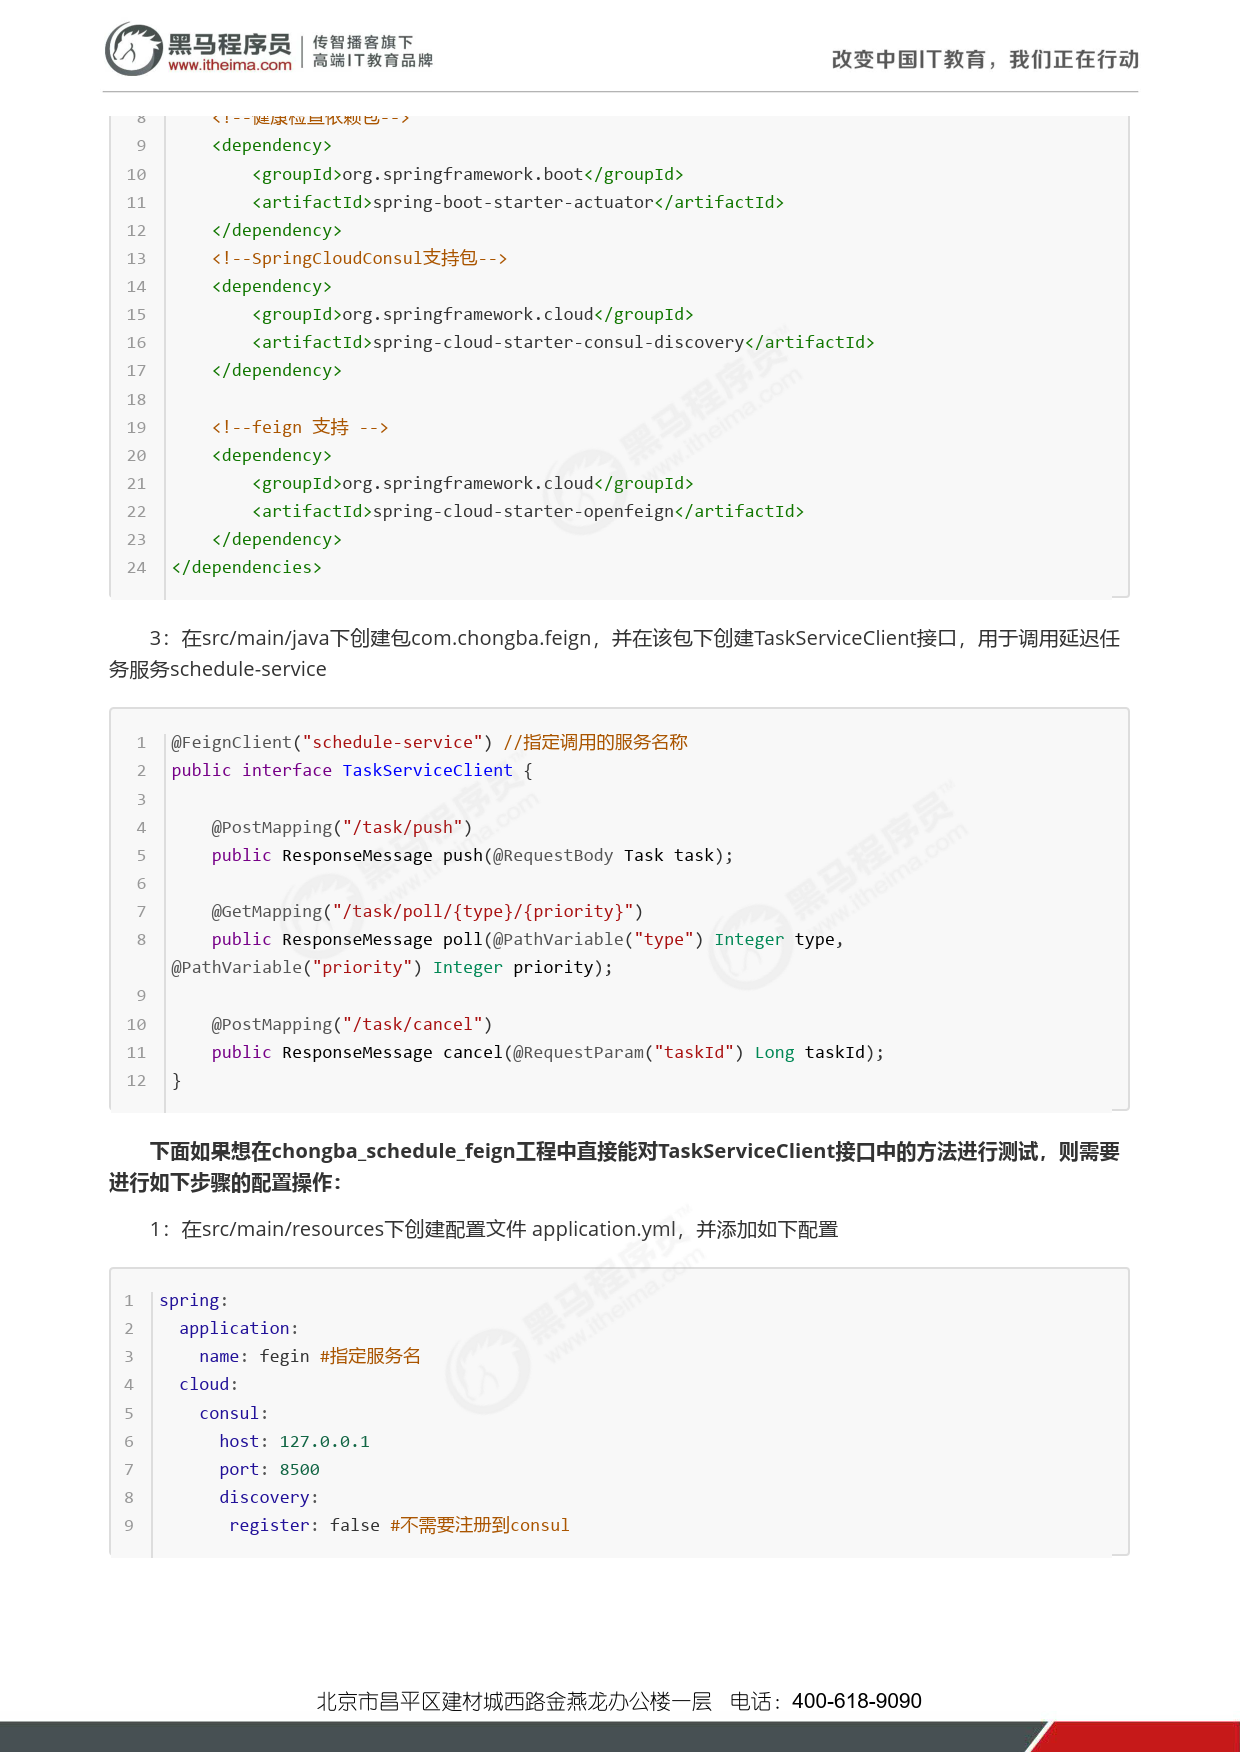 黑马程序员
www.itheima.com
传智播客旗下
高端IT教育品牌
改变中国IT教育，我们正在行动
8 <!--健康检查依赖包-->
9 <dependency>
10 <groupId>org.springframework.boot</groupId>
11 <artifactId>spring-boot-starter-actuator</artifactId>
12 </dependency>
13 <!--SpringCloudConsul支持包-->
14 <dependency>
15 <groupId>org.springframework.cloud</groupId>
16 <artifactId>spring-cloud-starter-consul-discovery</artifactId>
17 </dependency>
18
19 <!--feign 支持 -->
20 <dependency>
21 <groupId>org.springframework.cloud</groupId>
22 <artifactId>spring-cloud-starter-openfeign</artifactId>
23 </dependency>
24 </dependencies>
3：在src/main/java下创建包com.chongba.feign，并在该包下创建TaskServiceClient接口，用于调用延迟任
务服务schedule-service
1 @FeignClient("schedule-service") //指定调用的服务名称
2 public interface TaskServiceClient {
3
4 @PostMapping("/task/push")
5 public ResponseMessage push(@RequestBody Task task);
6
7 @GetMapping("/task/poll/{type}/{priority}")
8 public ResponseMessage poll(@PathVariable("type") Integer type,
@PathVariable("priority") Integer priority);
9
10 @PostMapping("/task/cancel")
11 public ResponseMessage cancel(@RequestParam("taskId") Long taskId);
12 }
下面如果想在chongba_schedule_feign工程中直接能对TaskServiceClient接口中的方法进行测试，则需要
进行如下步骤的配置操作：
1：在src/main/resources下创建配置文件 application.yml，并添加如下配置
1 spring:
2 application:
3 name: fegin #指定服务名
4 cloud:
5 consul:
6 host: 127.0.0.1
7 port: 8500
8 discovery:
9 register: false #不需要注册到consul
北京市昌平区建材城西路金燕龙办公楼一层 电话：400-618-9090